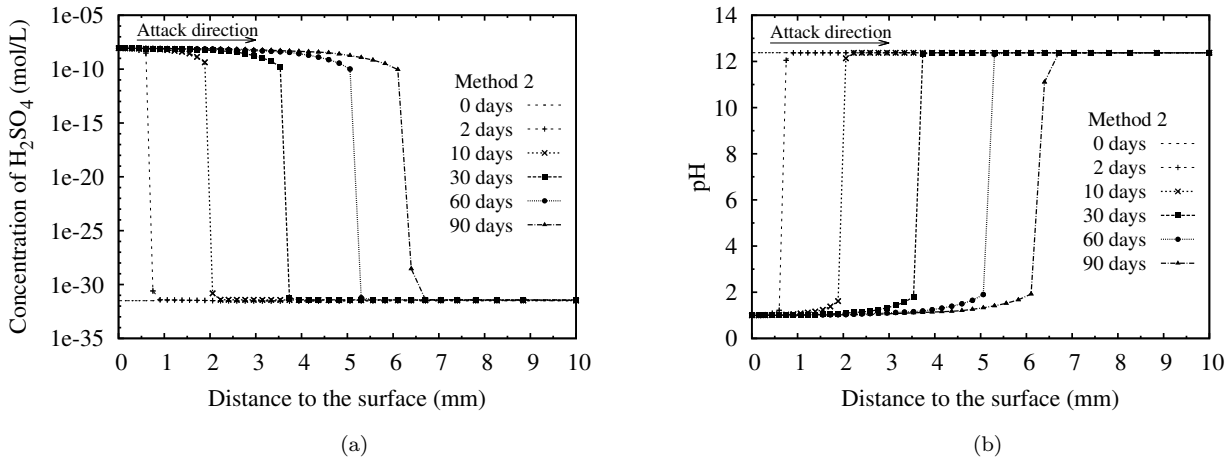 1e-05
1e-10
1e-15
1e-20
1e-25
1e-30
1e-35
Concentration of H₂SO₄ (mol/L)
Attack direction
Method 2
0 days
2 days
10 days
30 days
60 days
90 days
0 1 2 3 4 5 6 7 8 9 10
Distance to the surface (mm)
(a)
14
12
10
8
6
4
2
0
pH
Attack direction
Method 2
0 days
2 days
10 days
30 days
60 days
90 days
0 1 2 3 4 5 6 7 8 9 10
Distance to the surface (mm)
(b)